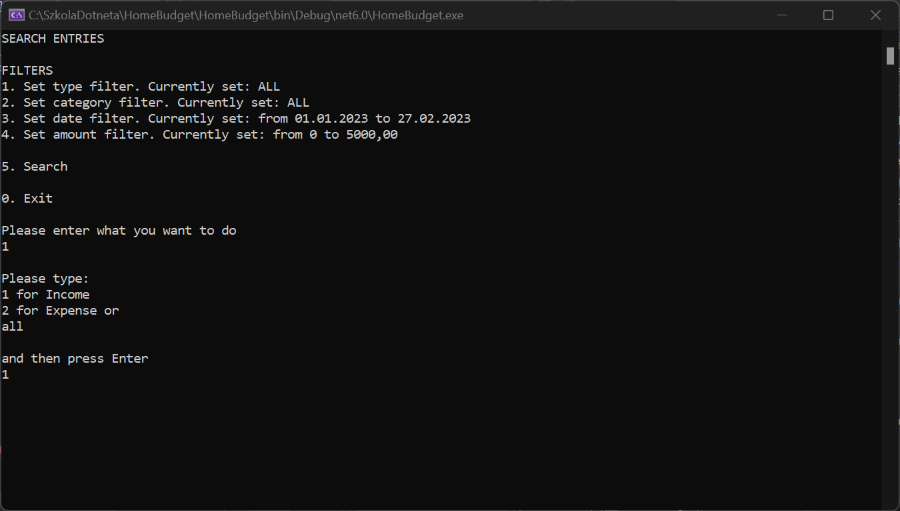 C:\SzkolaDotneta\HomeBudget\HomeBudget\bin\Debug\net6.0\HomeBudget.exe
SEARCH ENTRIES
FILTERS
1. Set type filter. Currently set: ALL
2. Set category filter. Currently set: ALL
3. Set date filter. Currently set: from 01.01.2023 to 27.02.2023
4. Set amount filter. Currently set: from 0 to 5000,00
5. Search
0. Exit
Please enter what you want to do
1
Please type:
1 for Income
2 for Expense or
all
and then press Enter
1